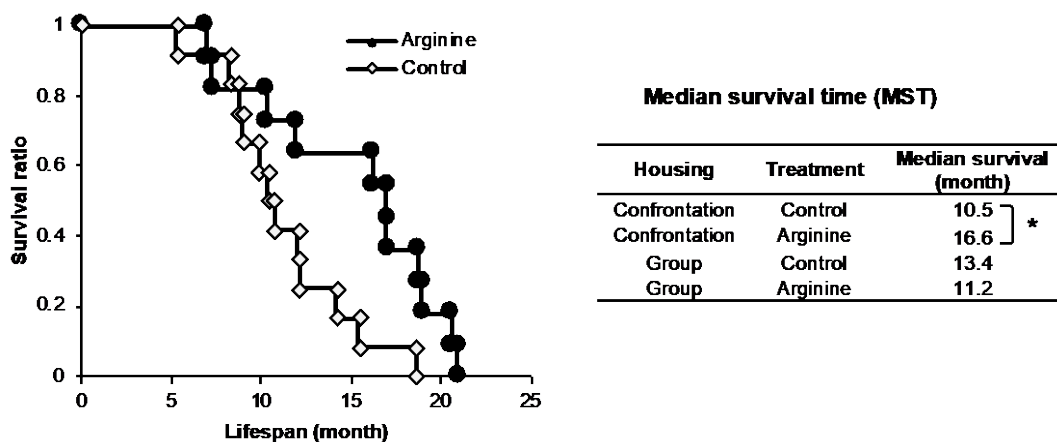 1
0.8
0.6
0.4
0.2
0
Survival ratio
Arginine
Control
0 5 10 15 20 25
Lifespan (month)
Median survival time (MST)
Housing Treatment Median survival (month)
Confrontation Control 10.5
Confrontation Arginine 16.6
*
Group Control 13.4
Group Arginine 11.2